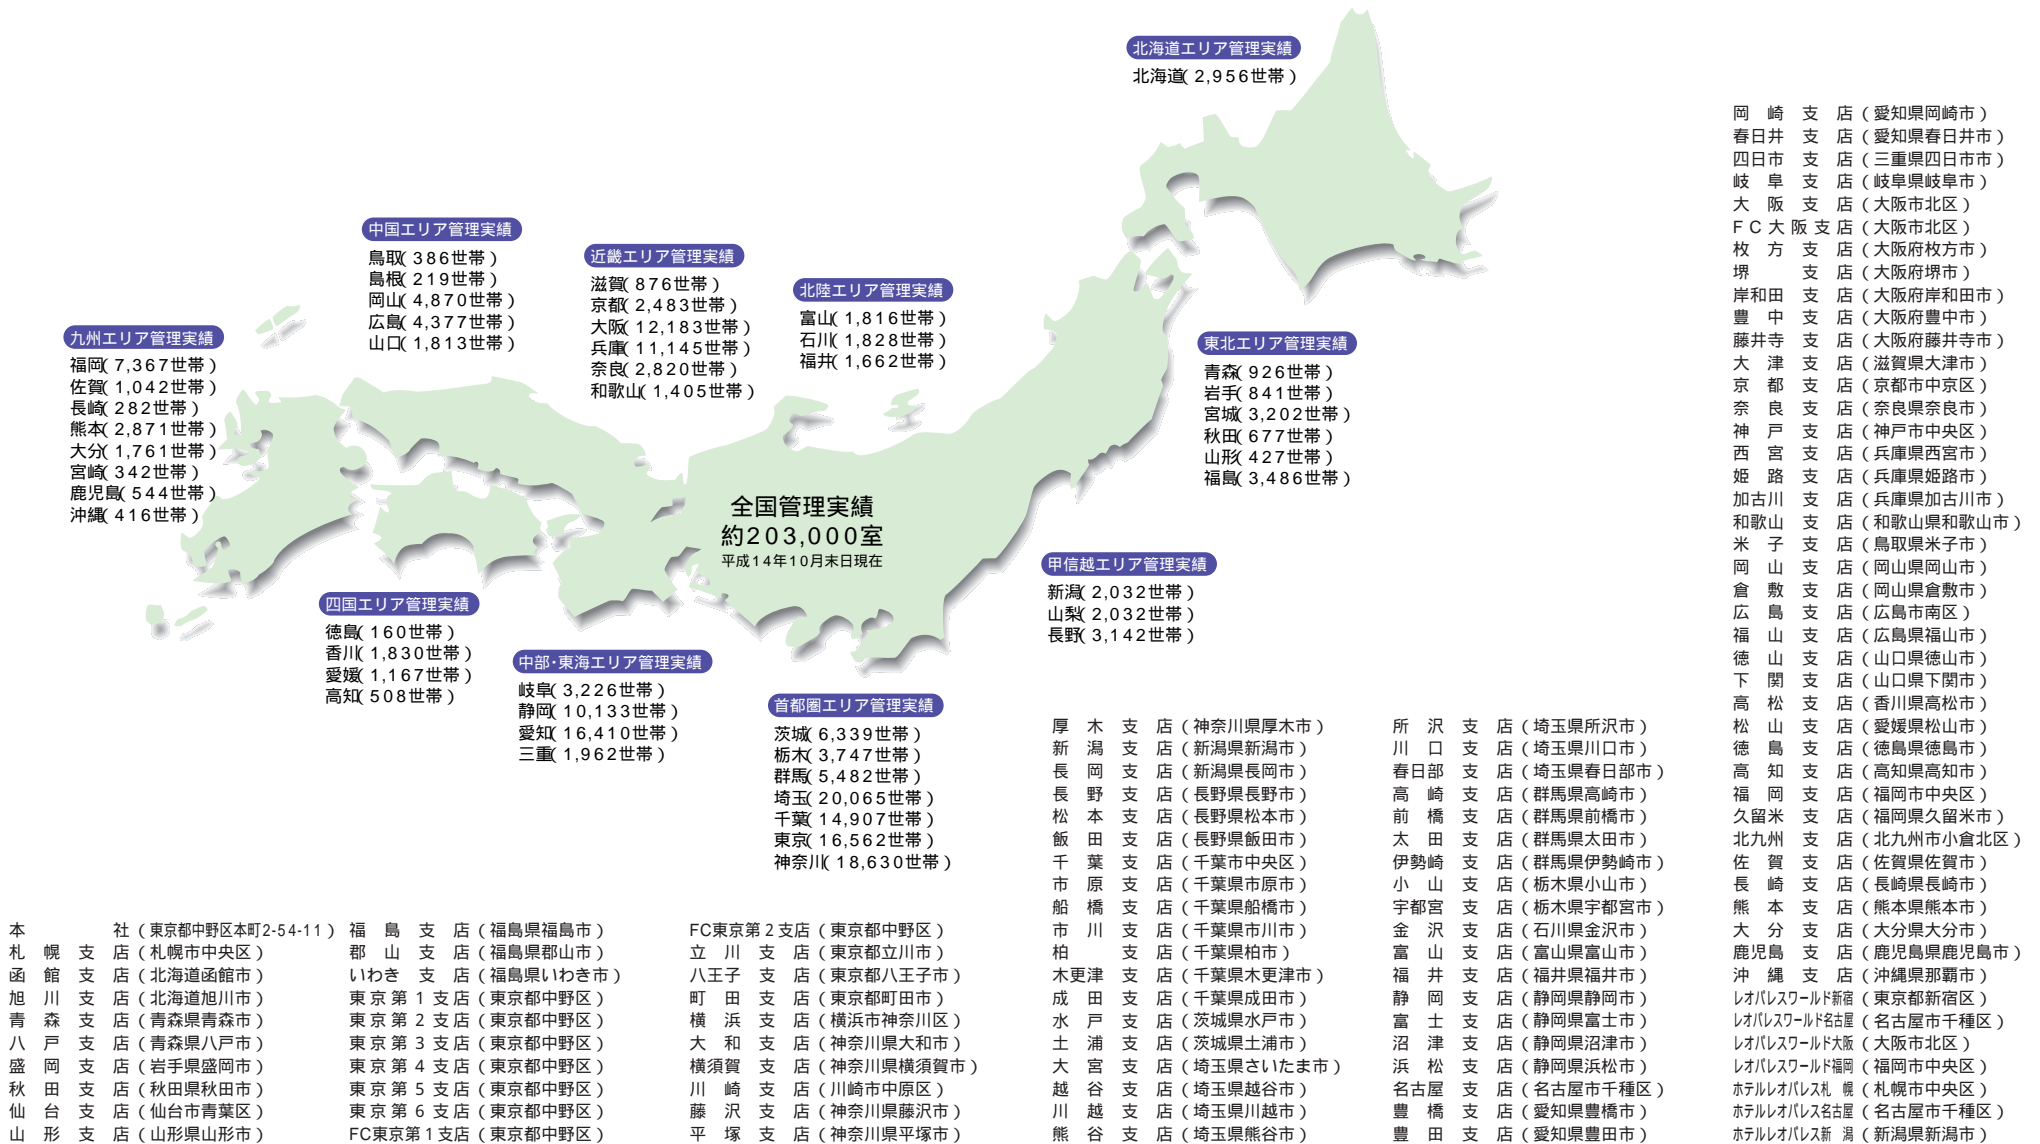 北海道エリア管理実績
北海道(2,956世帯)
中国エリア管理実績
鳥取(386世帯)
島根(219世帯)
岡山(4,870世帯)
広島(4,377世帯)
山口(1,813世帯)
近畿エリア管理実績
滋賀(876世帯)
京都(2,483世帯)
大阪(12,183世帯)
兵庫(11,145世帯)
奈良(2,820世帯)
和歌山(1,405世帯)
北陸エリア管理実績
富山(1,816世帯)
石川(1,828世帯)
福井(1,662世帯)
九州エリア管理実績
福岡(7,367世帯)
佐賀(1,042世帯)
長崎(282世帯)
熊本(2,871世帯)
大分(1,761世帯)
宮崎(342世帯)
鹿児島(544世帯)
沖縄(416世帯)
東北エリア管理実績
青森(926世帯)
岩手(841世帯)
宮城(3,202世帯)
秋田(677世帯)
山形(427世帯)
福島(3,486世帯)
全国管理実績
約203,000室
平成14年10月末日現在
甲信越エリア管理実績
新潟(2,032世帯)
山梨(2,032世帯)
長野(3,142世帯)
四国エリア管理実績
徳島(160世帯)
香川(1,830世帯)
愛媛(1,167世帯)
高知(508世帯)
中部・東海エリア管理実績
岐阜(3,226世帯)
静岡(10,133世帯)
愛知(16,410世帯)
三重(1,962世帯)
首都圏エリア管理実績
茨城(6,339世帯)
栃木(3,747世帯)
群馬(5,482世帯)
埼玉(20,065世帯)
千葉(14,907世帯)
東京(16,562世帯)
神奈川(18,630世帯)
本社(東京都中野区本町2-54-11)
札幌支店(札幌市中央区)
函館支店(北海道函館市)
旭川支店(北海道旭川市)
青森支店(青森県青森市)
八戸支店(青森県八戸市)
盛岡支店(岩手県盛岡市)
秋田支店(秋田県秋田市)
仙台支店(仙台市青葉区)
山形支店(山形県山形市)
福島支店(福島県福島市)
郡山支店(福島県郡山市)
いわき支店(福島県いわき市)
東京第1支店(東京都中野区)
東京第2支店(東京都中野区)
東京第3支店(東京都中野区)
東京第4支店(東京都中野区)
東京第5支店(東京都中野区)
東京第6支店(東京都中野区)
FC東京第1支店(東京都中野区)
FC東京第2支店(東京都中野区)
立川支店(東京都立川市)
八王子支店(東京都八王子市)
町田支店(東京都町田市)
横浜支店(横浜市神奈川区)
大和支店(神奈川県大和市)
横須賀支店(神奈川県横須賀市)
川崎支店(川崎市中原区)
藤沢支店(神奈川県藤沢市)
平塚支店(神奈川県平塚市)
厚木支店(神奈川県厚木市)
新潟支店(新潟県新潟市)
長岡支店(新潟県長岡市)
長野支店(長野県長野市)
松本支店(長野県松本市)
飯田支店(長野県飯田市)
千葉支店(千葉市中央区)
市原支店(千葉県市原市)
船橋支店(千葉県船橋市)
市川支店(千葉県市川市)
柏支店(千葉県柏市)
木更津支店(千葉県木更津市)
成田支店(千葉県成田市)
水戸支店(茨城県水戸市)
土浦支店(茨城県土浦市)
大宮支店(埼玉県さいたま市)
越谷支店(埼玉県越谷市)
川越支店(埼玉県川越市)
熊谷支店(埼玉県熊谷市)
所沢支店(埼玉県所沢市)
川口支店(埼玉県川口市)
春日部支店(埼玉県春日部市)
高崎支店(群馬県高崎市)
前橋支店(群馬県前橋市)
太田支店(群馬県太田市)
伊勢崎支店(群馬県伊勢崎市)
小山支店(栃木県小山市)
宇都宮支店(栃木県宇都宮市)
金沢支店(石川県金沢市)
富山支店(富山県富山市)
福井支店(福井県福井市)
静岡支店(静岡県静岡市)
富士支店(静岡県富士市)
沼津支店(静岡県沼津市)
浜松支店(静岡県浜松市)
名古屋支店(名古屋市千種区)
豊橋支店(愛知県豊橋市)
豊田支店(愛知県豊田市)
岡崎支店(愛知県岡崎市)
春日井支店(愛知県春日井市)
四日市支店(三重県四日市市)
岐阜支店(岐阜県岐阜市)
大阪支店(大阪市北区)
FC大阪支店(大阪市北区)
枚方支店(大阪府枚方市)
堺支店(大阪府堺市)
岸和田支店(大阪府岸和田市)
豊中支店(大阪府豊中市)
藤井寺支店(大阪府藤井寺市)
大津支店(滋賀県大津市)
京都支店(京都市中京区)
奈良支店(奈良県奈良市)
神戸支店(神戸市中央区)
西宮支店(兵庫県西宮市)
姫路支店(兵庫県姫路市)
加古川支店(兵庫県加古川市)
和歌山支店(和歌山県和歌山市)
米子支店(鳥取県米子市)
岡山支店(岡山県岡山市)
倉敷支店(岡山県倉敷市)
広島支店(広島市南区)
福山支店(広島県福山市)
徳山支店(山口県徳山市)
下関支店(山口県下関市)
高松支店(香川県高松市)
松山支店(愛媛県松山市)
徳島支店(徳島県徳島市)
高知支店(高知県高知市)
福岡支店(福岡市中央区)
久留米支店(福岡県久留米市)
北九州支店(北九州市小倉北区)
佐賀支店(佐賀県佐賀市)
長崎支店(長崎県長崎市)
熊本支店(熊本県熊本市)
大分支店(大分県大分市)
鹿児島支店(鹿児島県鹿児島市)
沖縄支店(沖縄県那覇市)
レオパレスワールド新宿(東京都新宿区)
レオパレスワールド名古屋(名古屋市千種区)
レオパレスワールド大阪(大阪市北区)
レオパレスワールド福岡(福岡市中央区)
ホテルレオパレス札幌(札幌市中央区)
ホテルレオパレス名古屋(名古屋市千種区)
ホテルレオパレス新潟(新潟県新潟市)